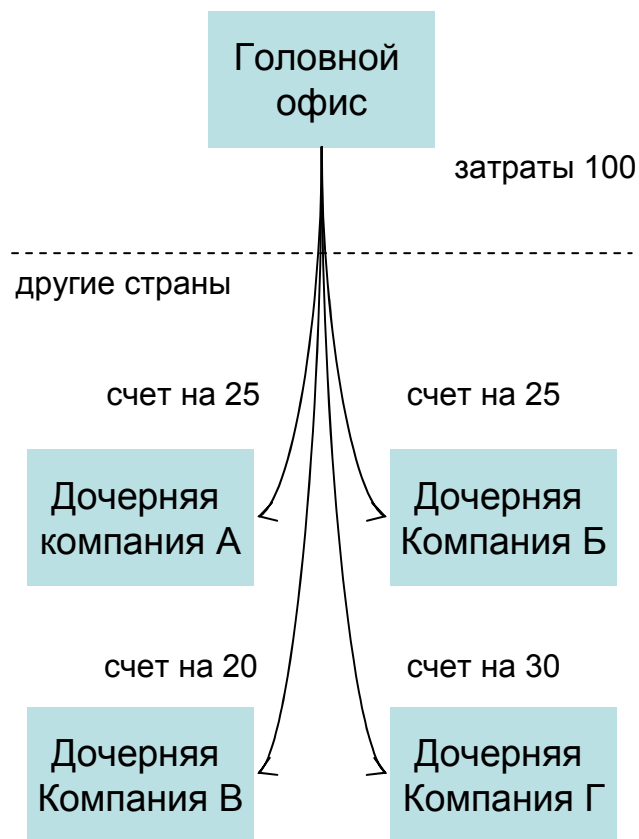 Головной
офис
затраты 100
другие страны
счет на 25
счет на 25
Дочерняя
компания А
Дочерняя
Компания Б
счет на 20
счет на 30
Дочерняя
Компания В
Дочерняя
Компания Г